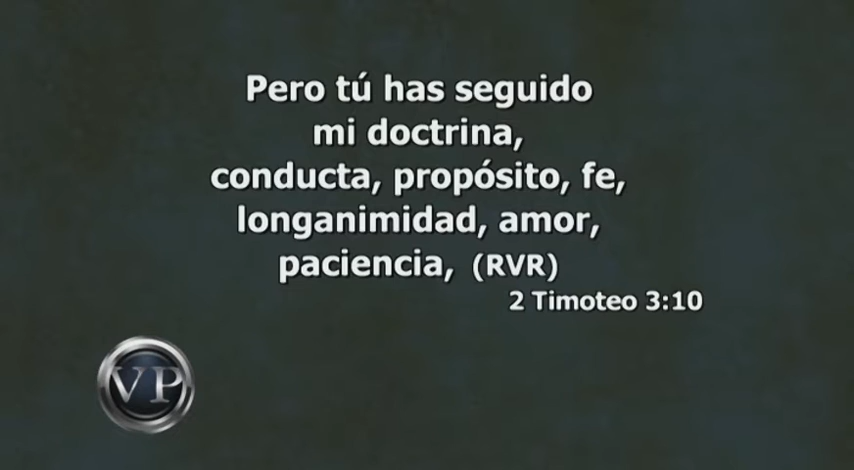 Pero tú has seguido
mi doctrina,
conducta, propósito, fe,
longanimidad, amor,
paciencia, (RVR)
2 Timoteo 3:10
VP